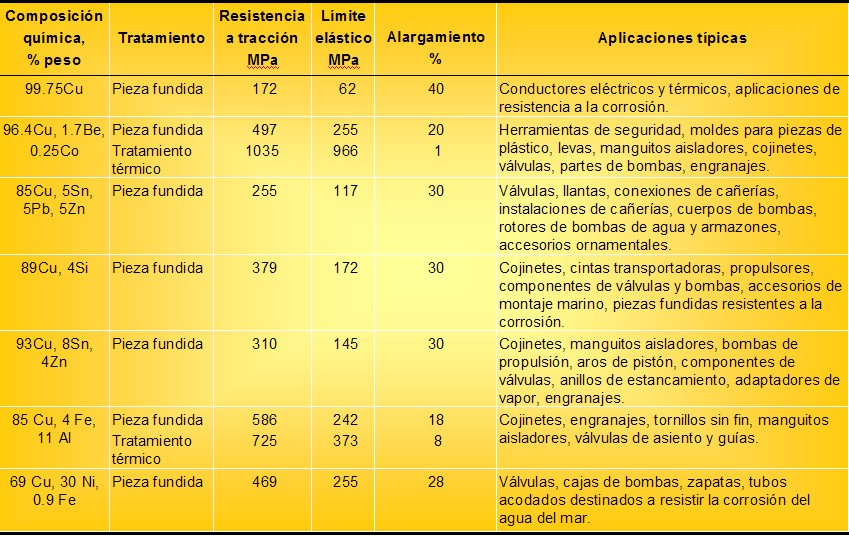 Composición química, % peso | Tratamiento | Resistencia a tracción MPa | Límite elástico MPa | Alargamiento % | Aplicaciones típicas
99.75Cu | Pieza fundida | 172 | 62 | 40 | Conductores eléctricos y térmicos, aplicaciones de
resistencia a la corrosión.
96.4Cu, 1.7Be, | Pieza fundida | 497 | 255 | 20 | Herramientas de seguridad, moldes para piezas de
0.25Co | Tratamiento | 1035 | 966 | 1 | plástico, levas, manguitos aisladores, cojinetes,
térmico | válvulas, partes de bombas, engranajes.
85Cu, 5Sn, | Pieza fundida | 255 | 117 | 30 | Válvulas, llantas, conexiones de cañerías,
5Pb, 5Zn | instalaciones de cañerías, cuerpos de bombas,
rotores de bombas de agua y armazones,
accesorios ornamentales.
89Cu, 4Si | Pieza fundida | 379 | 172 | 30 | Cojinetes, cintas transportadoras, propulsores,
componentes de válvulas y bombas, accesorios de
montaje marino, piezas fundidas resistentes a la
corrosión.
93Cu, 8Sn, | Pieza fundida | 310 | 145 | 30 | Cojinetes, manguitos aisladores, bombas de
4Zn | propulsión, aros de pistón, componentes de
válvulas, anillos de estancamiento, adaptadores de
vapor, engranajes.
85 Cu, 4 Fe, | Pieza fundida | 586 | 242 | 18 | Cojinetes, engranajes, tornillos sin fin, manguitos
11 Al | Tratamiento | 725 | 373 | 8 | aisladores, válvulas de asiento y guías.
térmico
69 Cu, 30 Ni, | Pieza fundida | 469 | 255 | 28 | Válvulas, cajas de bombas, zapatas, tubos
0.9 Fe | acodados destinados a resistir la corrosión del
agua del mar.